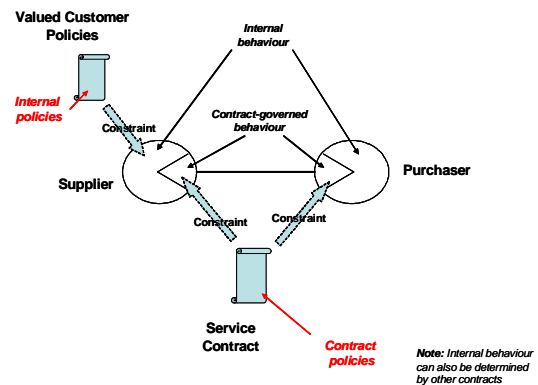 Valued Customer
Policies
Internal
behaviour
Internal
policies
Contract-governed
behaviour
Constraint
Supplier
Purchaser
Constraint
Constraint
Service
Contract
Contract
policies
Note: Internal behaviour
can also be determined
by other contracts